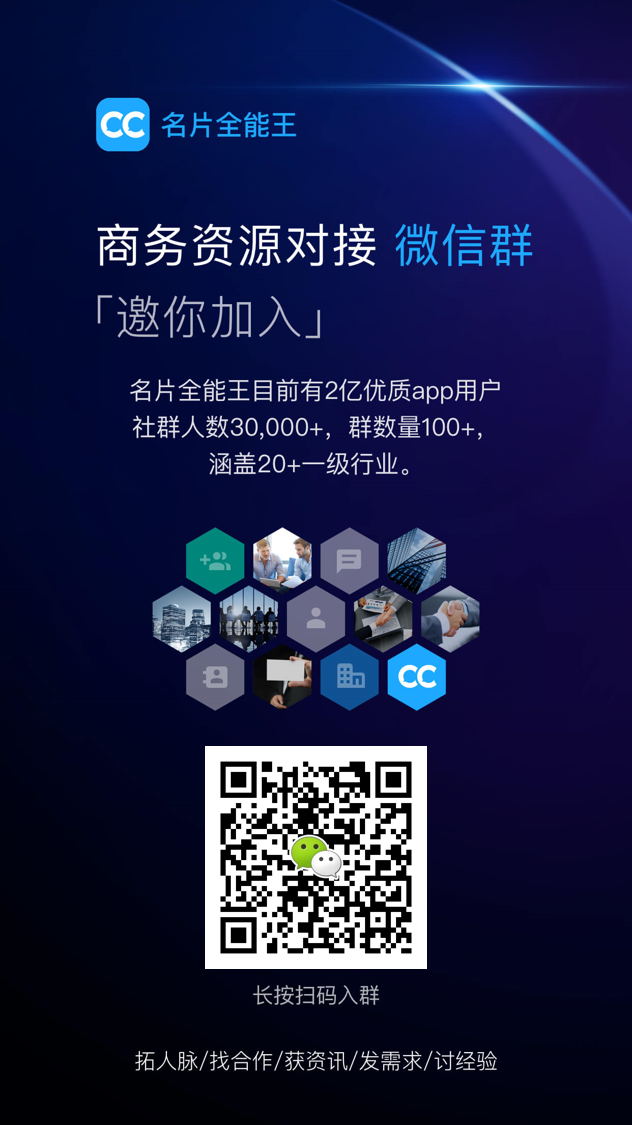 CC 名片全能王
商务资源对接 微信群
「邀你加入」
名片全能王目前有2亿优质app用户
社群人数30,000+，群数量100+，
涵盖20+一级行业。
CC
长按扫码入群
拓人脉/找合作/获资讯/发需求/讨经验